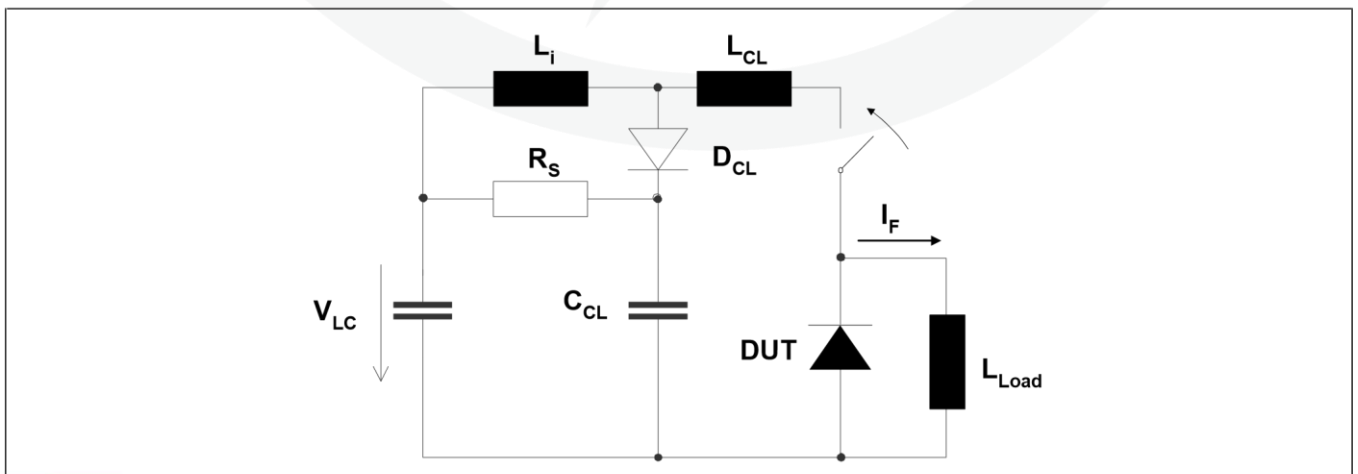 L_i
L_CL
D_CL
R_S
I_F
V_LC
C_CL
DUT
L_Load